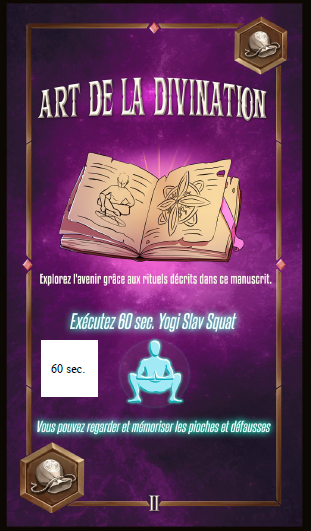 ART DE LA DIVINATION
Explorez l'avenir grâce aux rituels décrits dans ce manuscrit.
Exécutez 60 sec. Yogi Slav Squat
60 sec.
Vous pouvez regarder et mémoriser les pioches et défausses
II